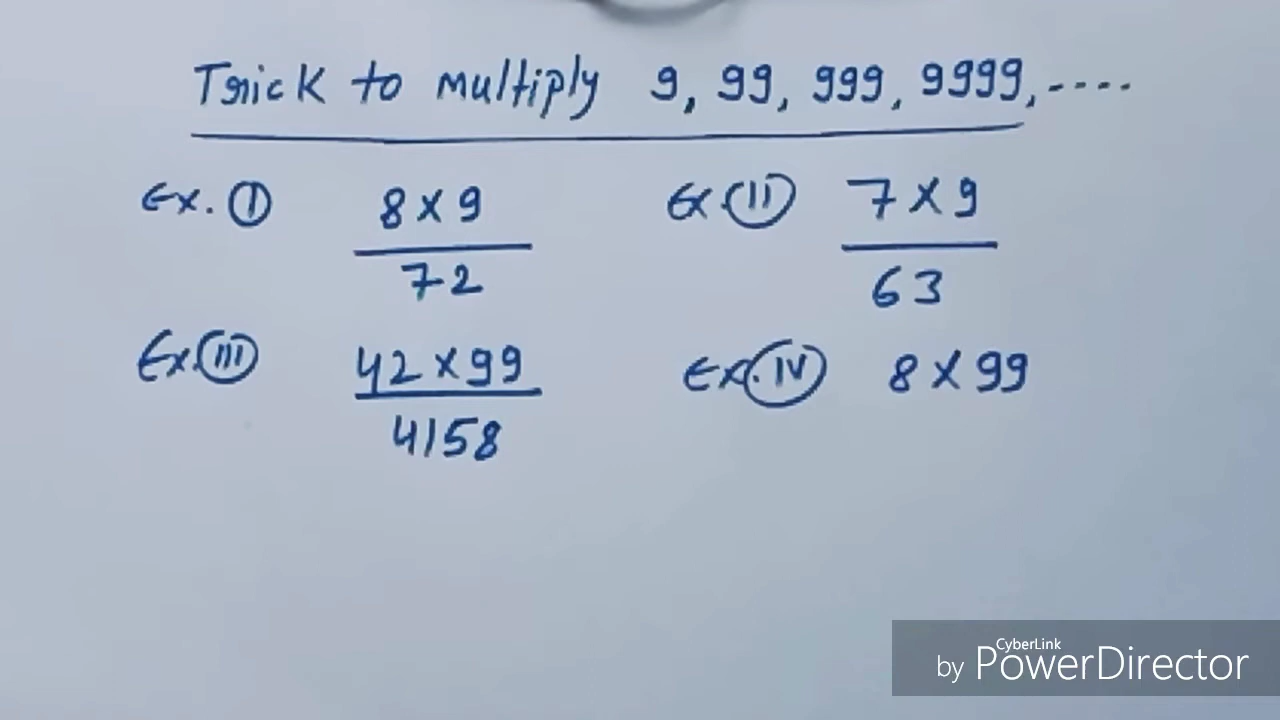 Trick to multiply 9, 99, 999, 9999, ....
Ex. I 8 x 9
72
Ex. II 7 x 9
63
Ex. III 42 x 99
4158
Ex. IV 8 x 99
CyberLink
by PowerDirector